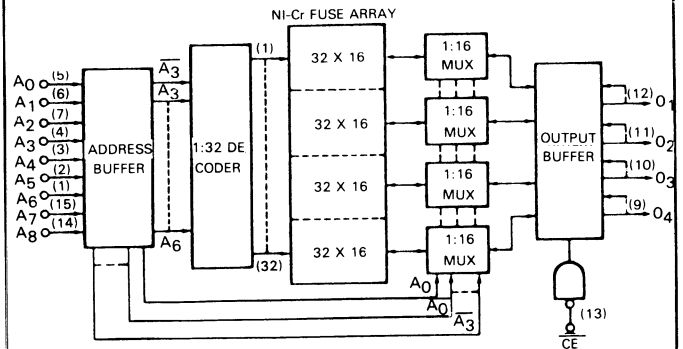 NI-Cr FUSE ARRAY
A0 (5)
A1 (6)
A2 (7)
A3 (4)
A4 (3)
A5 (2)
A6 (1)
A7 (15)
A8 (14)
ADDRESS
BUFFER
A̅3
A3
A6
1:32 DE
CODER
(1)
(32)
32 X 16
32 X 16
32 X 16
32 X 16
1:16
MUX
1:16
MUX
1:16
MUX
1:16
MUX
A0
A0
A̅3
OUTPUT
BUFFER
(12) O1
(11) O2
(10) O3
(9) O4
(13)
C̅E̅